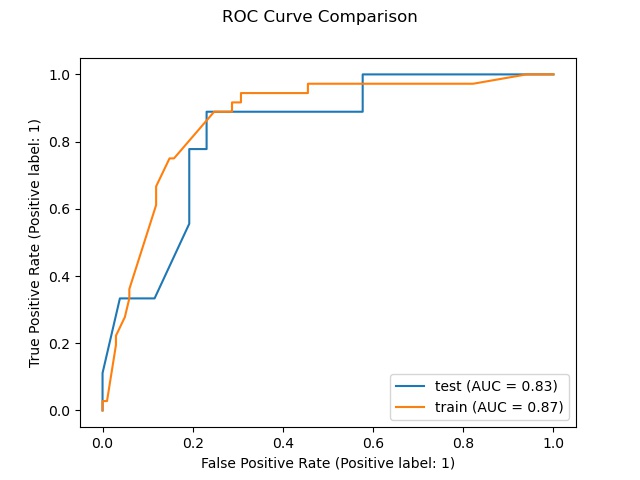 ROC Curve Comparison
True Positive Rate (Positive label: 1)
1.0
0.8
0.6
0.4
0.2
0.0
test (AUC = 0.83)
train (AUC = 0.87)
0.0 0.2 0.4 0.6 0.8 1.0
False Positive Rate (Positive label: 1)